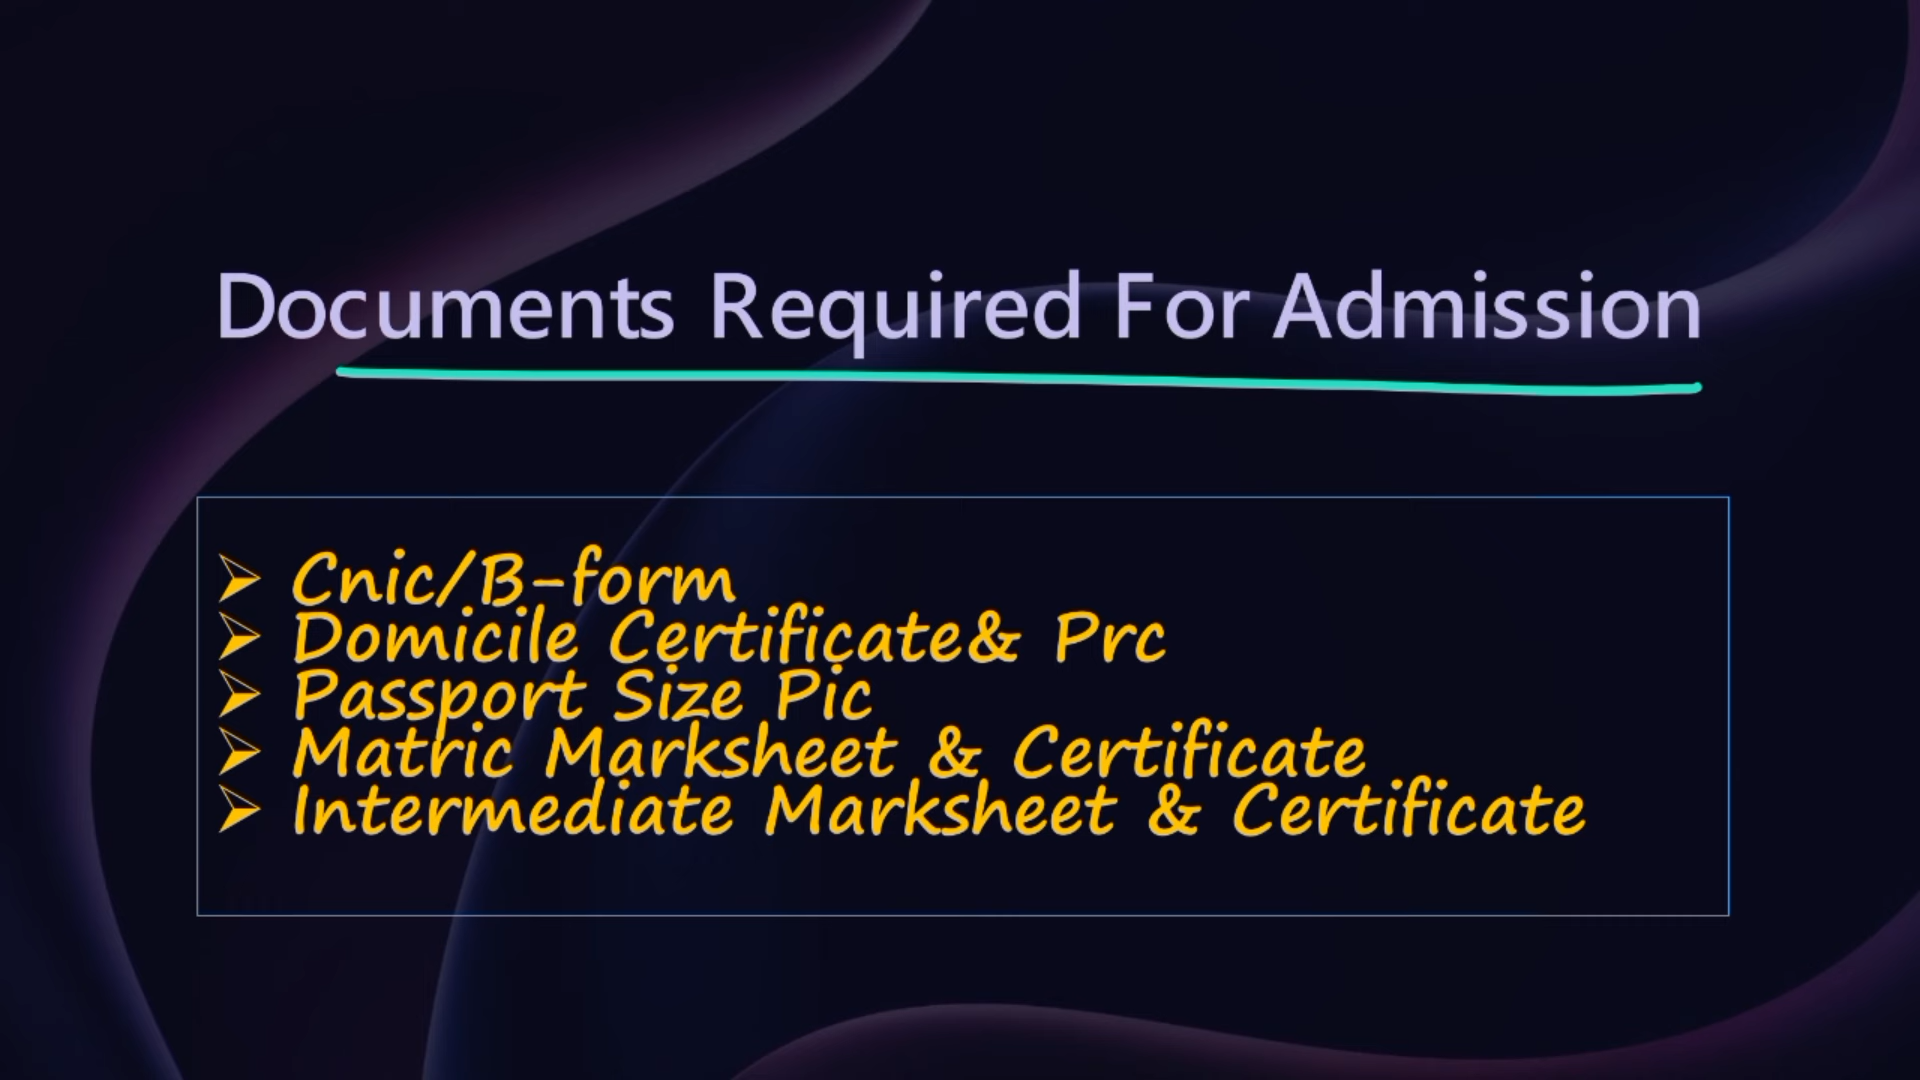 Documents Required For Admission
➢ Cnic/B-form
➢ Domicile Certificate& Prc
➢ Passport Size Pic
➢ Matric Marksheet & Certificate
➢ Intermediate Marksheet & Certificate